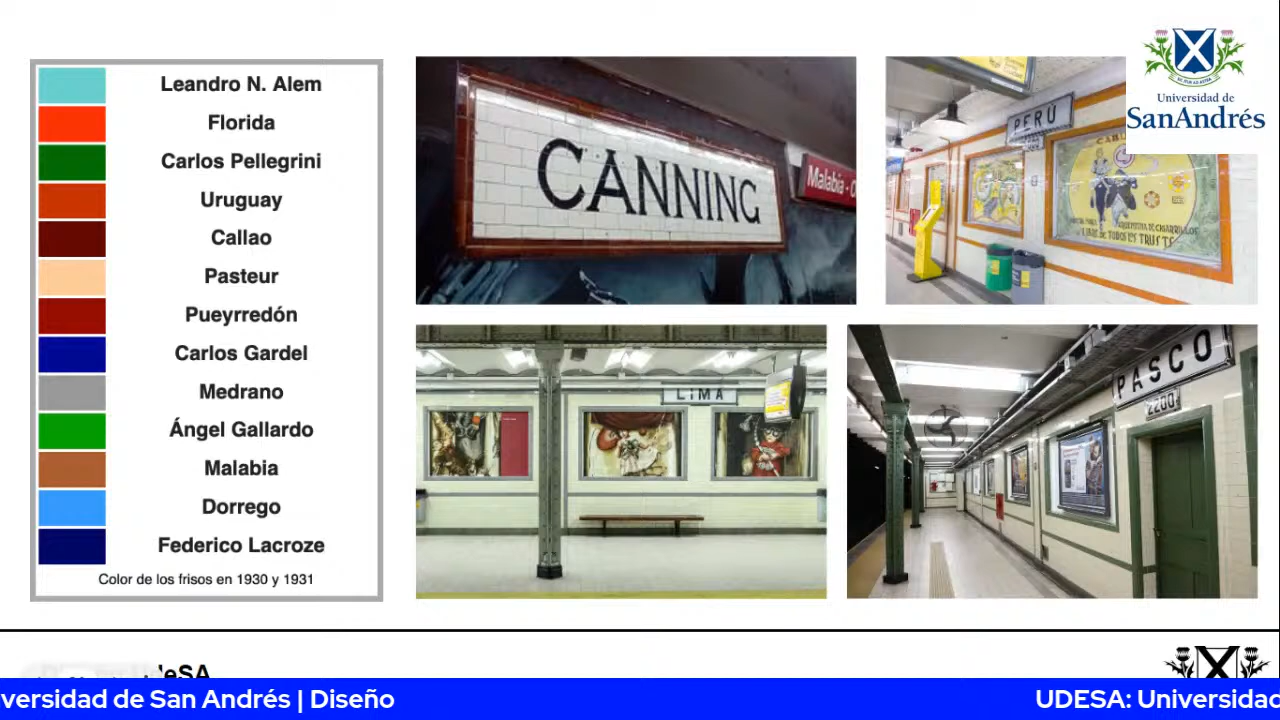 Leandro N. Alem
Florida
Carlos Pellegrini
Uruguay
Callao
Pasteur
Pueyrredón
Carlos Gardel
Medrano
Ángel Gallardo
Malabia
Dorrego
Federico Lacroze
Color de los frisos en 1930 y 1931
CANNING
Malabia - O
PERÚ
LIMA
PASCO
2200
Universidad de
SanAndrés
deSA
versidad de San Andrés | Diseño
UDESA: Universidad